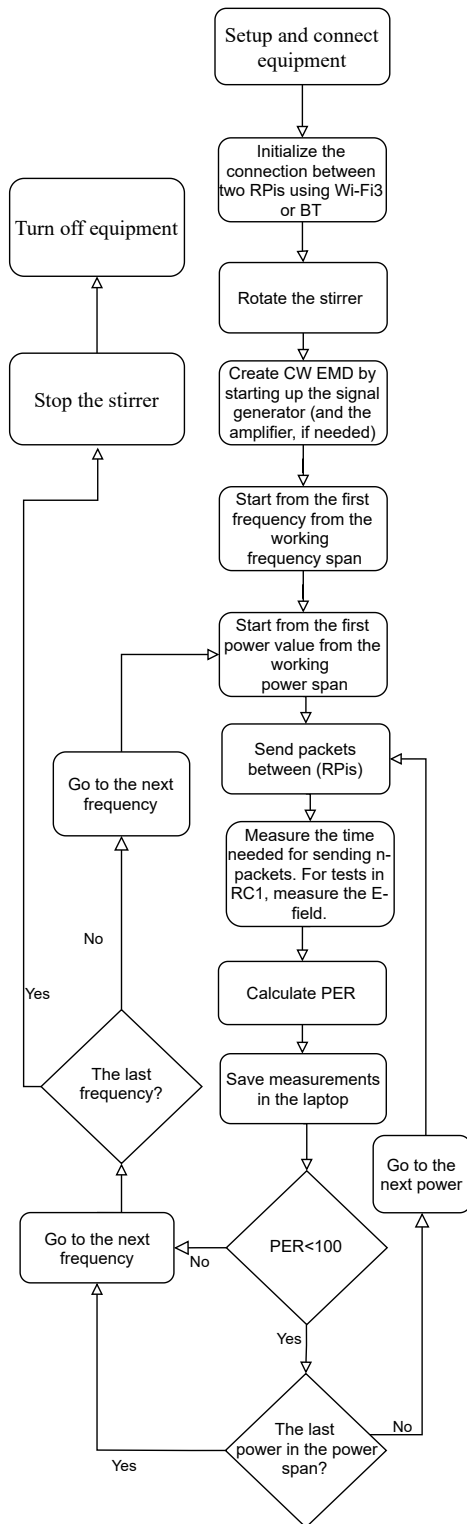 Setup and connect
equipment
Initialize the
connection between
two RPis using Wi-Fi3
or BT
Turn off equipment
Rotate the stirrer
Stop the stirrer
Create CW EMD by
starting up the signal
generator (and the
amplifier, if needed)
Start from the first
frequency from the
working
frequency span
Start from the first
power value from the
working
power span
Send packets
between (RPis)
Go to the next
frequency
Measure the time
needed for sending n-
packets. For tests in
RC1, measure the E-
field.
No
Yes
Calculate PER
The last
frequency?
Save measurements
in the laptop
Go to the
next power
Go to the next
frequency
No
PER<100
Yes
The last
power in the power
span?
No
Yes